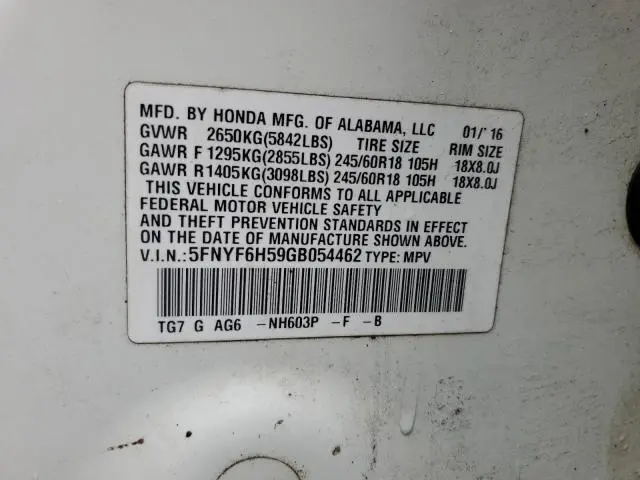 MFD. BY HONDA MFG. OF ALABAMA, LLC 01/'16
GVWR 2650KG(5842LBS) TIRE SIZE RIM SIZE
GAWR F 1295KG(2855LBS) 245/60R18 105H 18X8.0J
GAWR R1405KG(3098LBS) 245/60R18 105H 18X8.0J
THIS VEHICLE CONFORMS TO ALL APPLICABLE
FEDERAL MOTOR VEHICLE SAFETY
AND THEFT PREVENTION STANDARDS IN EFFECT
ON THE DATE OF MANUFACTURE SHOWN ABOVE.
V.I.N.:5FNYF6H59GB054462 TYPE: MPV
TG7 G AG6 -NH603P -F -B